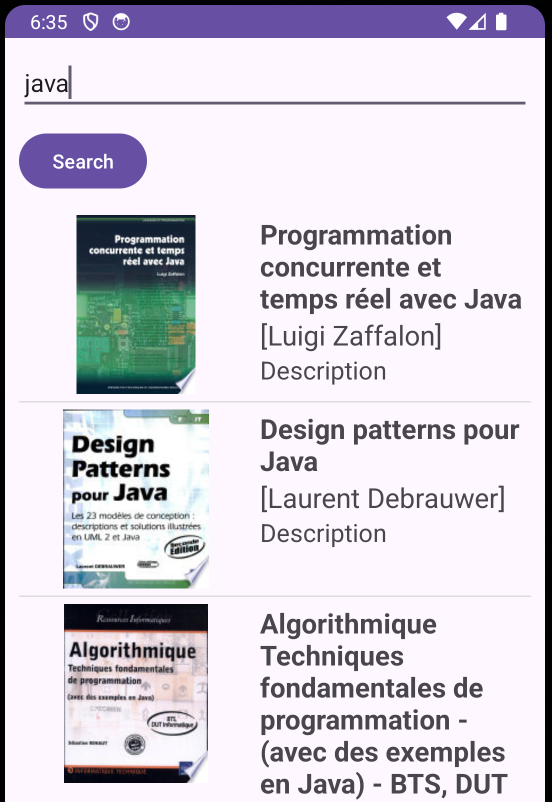 6:35
java
Search
Programmation
concurrente et temps
réel avec Java
Luigi Zaffalon
Programmation
concurrente et
temps réel avec Java
[Luigi Zaffalon]
Description
Design
Patterns
pour Java
Les 23 modèles de conception :
descriptions et solutions illustrées
en UML 2 et Java
Seconde
Edition
Laurent DEBRAUWER
Design patterns pour
Java
[Laurent Debrauwer]
Description
Ressources Informatiques
Algorithmique
Techniques fondamentales
de programmation
(avec des exemples en Java)
BTS,
DUT Informatique
Sébastien ROHAUT
INFORMATIQUE TECHNIQUE
Algorithmique
Techniques
fondamentales de
programmation -
(avec des exemples
en Java) - BTS, DUT